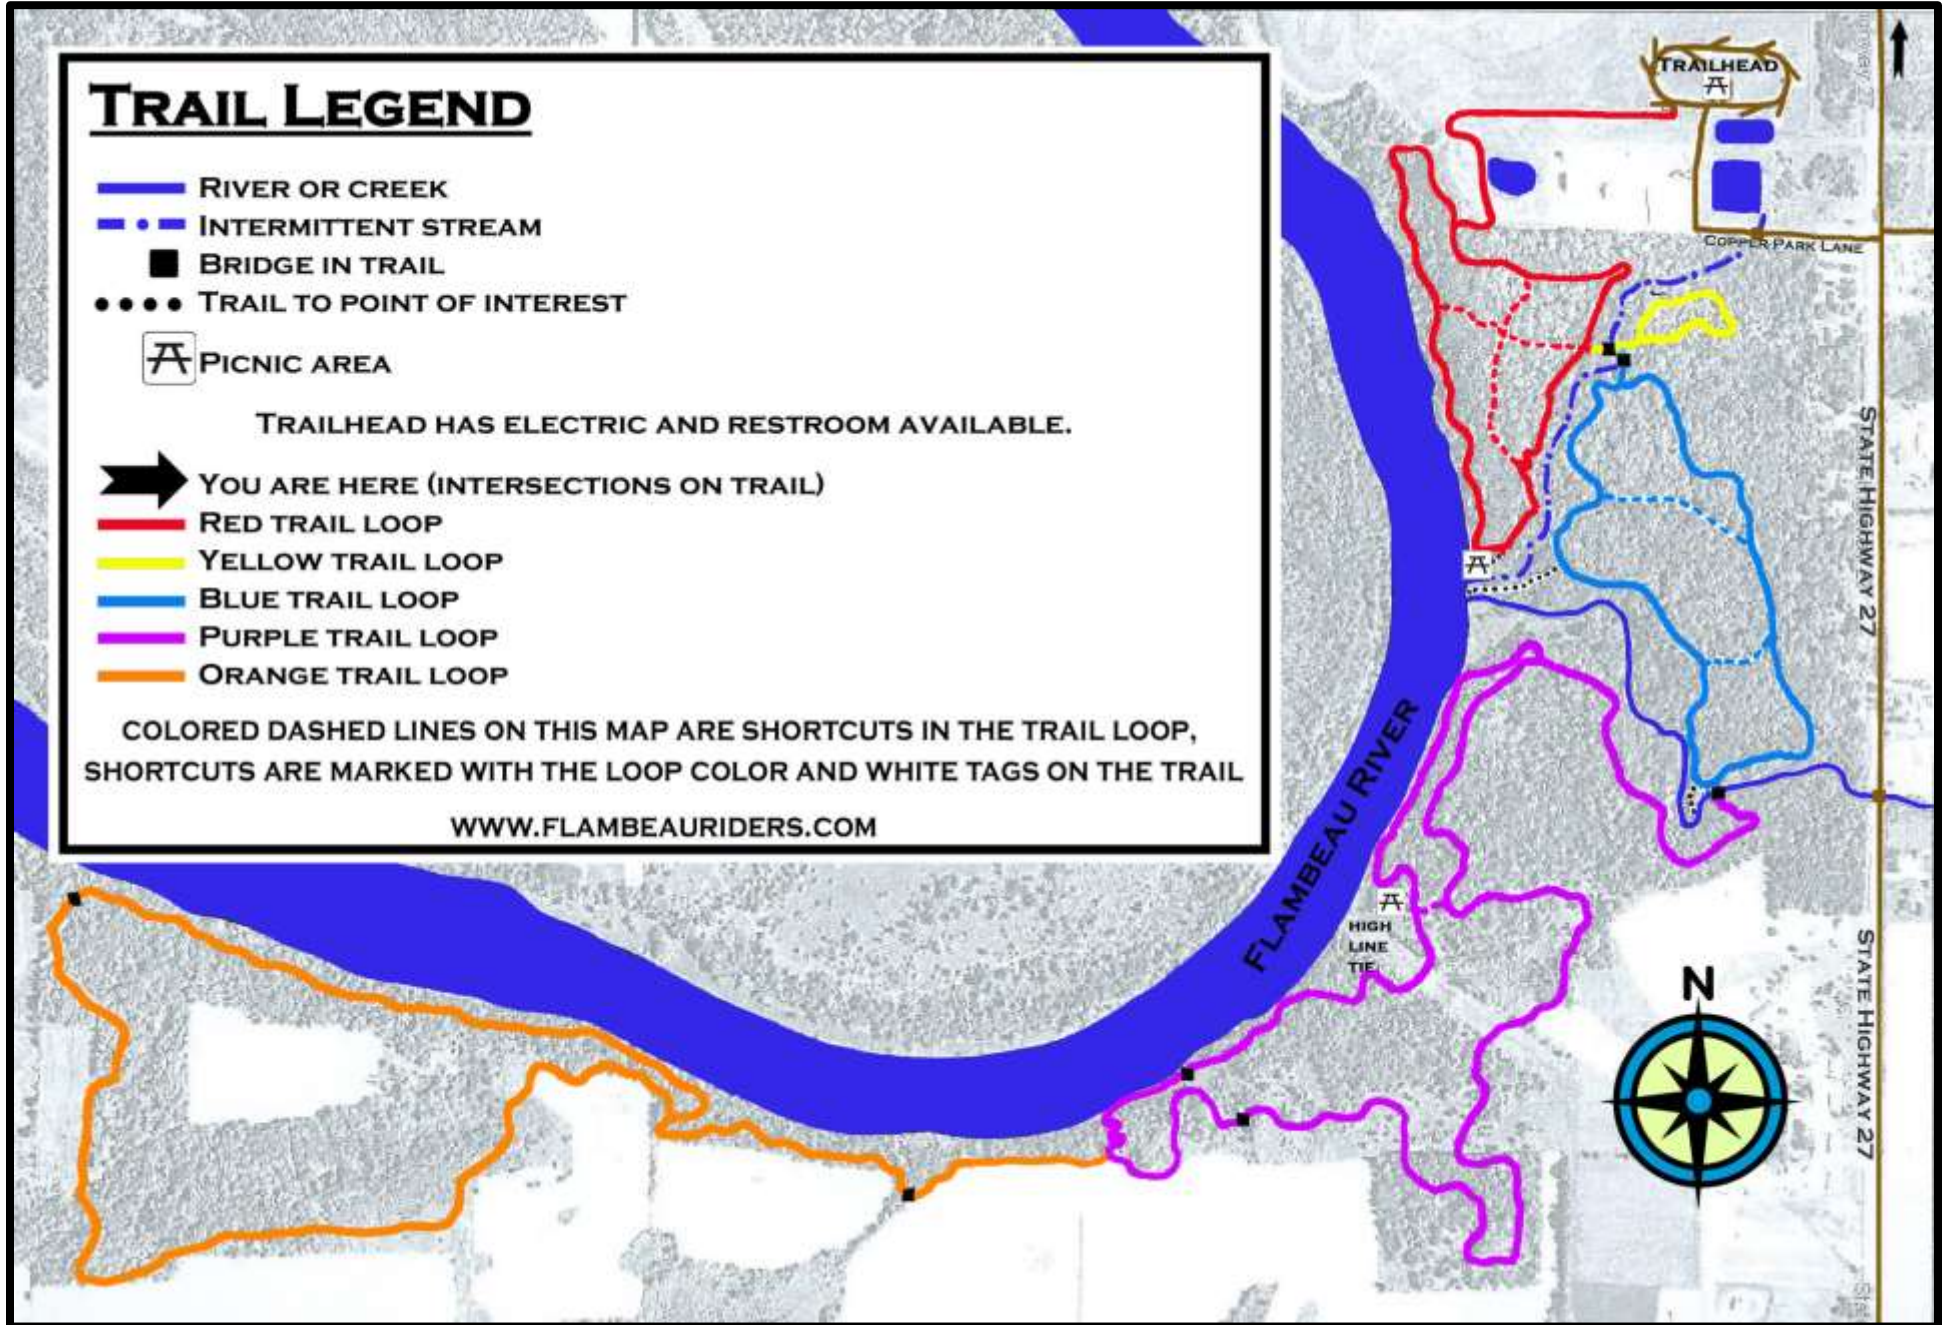 TRAIL LEGEND
RIVER OR CREEK
INTERMITTENT STREAM
BRIDGE IN TRAIL
TRAIL TO POINT OF INTEREST
PICNIC AREA
TRAILHEAD HAS ELECTRIC AND RESTROOM AVAILABLE.
YOU ARE HERE (INTERSECTIONS ON TRAIL)
RED TRAIL LOOP
YELLOW TRAIL LOOP
BLUE TRAIL LOOP
PURPLE TRAIL LOOP
ORANGE TRAIL LOOP
COLORED DASHED LINES ON THIS MAP ARE SHORTCUTS IN THE TRAIL LOOP,
SHORTCUTS ARE MARKED WITH THE LOOP COLOR AND WHITE TAGS ON THE TRAIL
WWW.FLAMBEAURIDERS.COM
TRAILHEAD
COPPER PARK LANE
STATE HIGHWAY 27
FLAMBEAU RIVER
HIGH
LINE
TIE
N
STATE HIGHWAY 27